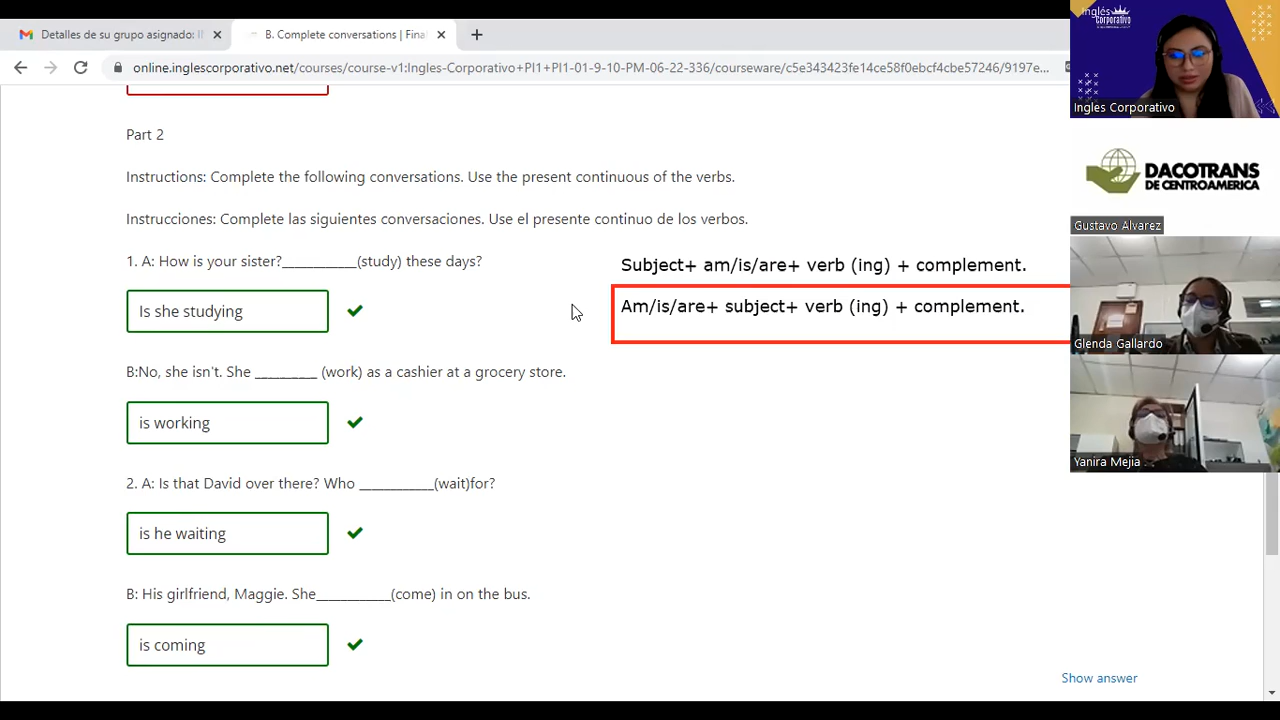 Detalles de su grupo asignado: I
B. Complete conversations | Fina
online.inglescorporativo.net/courses/course-v1:Ingles-Corporativo+PI1+PI1-01-9-10-PM-06-22-336/courseware/c5e343423fe14ce58f0ebcf4cbe57246/9197e...
Part 2
Instructions: Complete the following conversations. Use the present continuous of the verbs.
Instrucciones: Complete las siguientes conversaciones. Use el presente continuo de los verbos.
1. A: How is your sister?____________(study) these days?
Subject+ am/is/are+ verb (ing) + complement.
Is she studying
Am/is/are+ subject+ verb (ing) + complement.
B:No, she isn't. She __________ (work) as a cashier at a grocery store.
is working
2. A: Is that David over there? Who ____________(wait)for?
is he waiting
B: His girlfriend, Maggie. She____________(come) in on the bus.
is coming
Show answer
Inglés
Corporativo
Ingles Corporativo
DACOTRANS
DE CENTROAMERICA
Gustavo Alvarez
Glenda Gallardo
Yanira Mejia